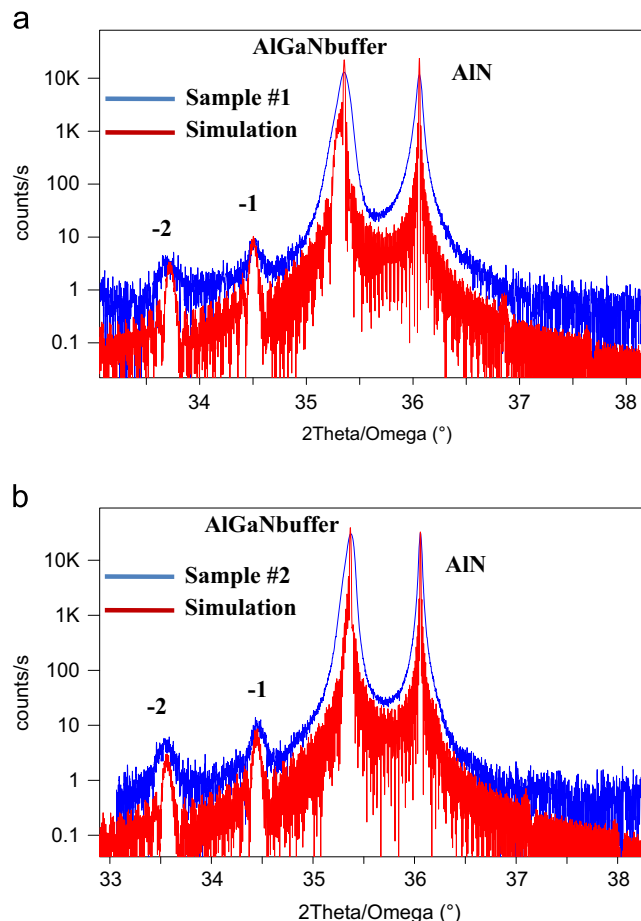 a
AlGaNbuffer
AlN
10K
Sample #1
Simulation
1K
100
-2
-1
10
1
0.1
counts/s
34
35
36
37
38
2Theta/Omega (°)
b
AlGaNbuffer
AlN
10K
Sample #2
Simulation
1K
100
-2
-1
10
1
0.1
counts/s
33
34
35
36
37
38
2Theta/Omega (°)